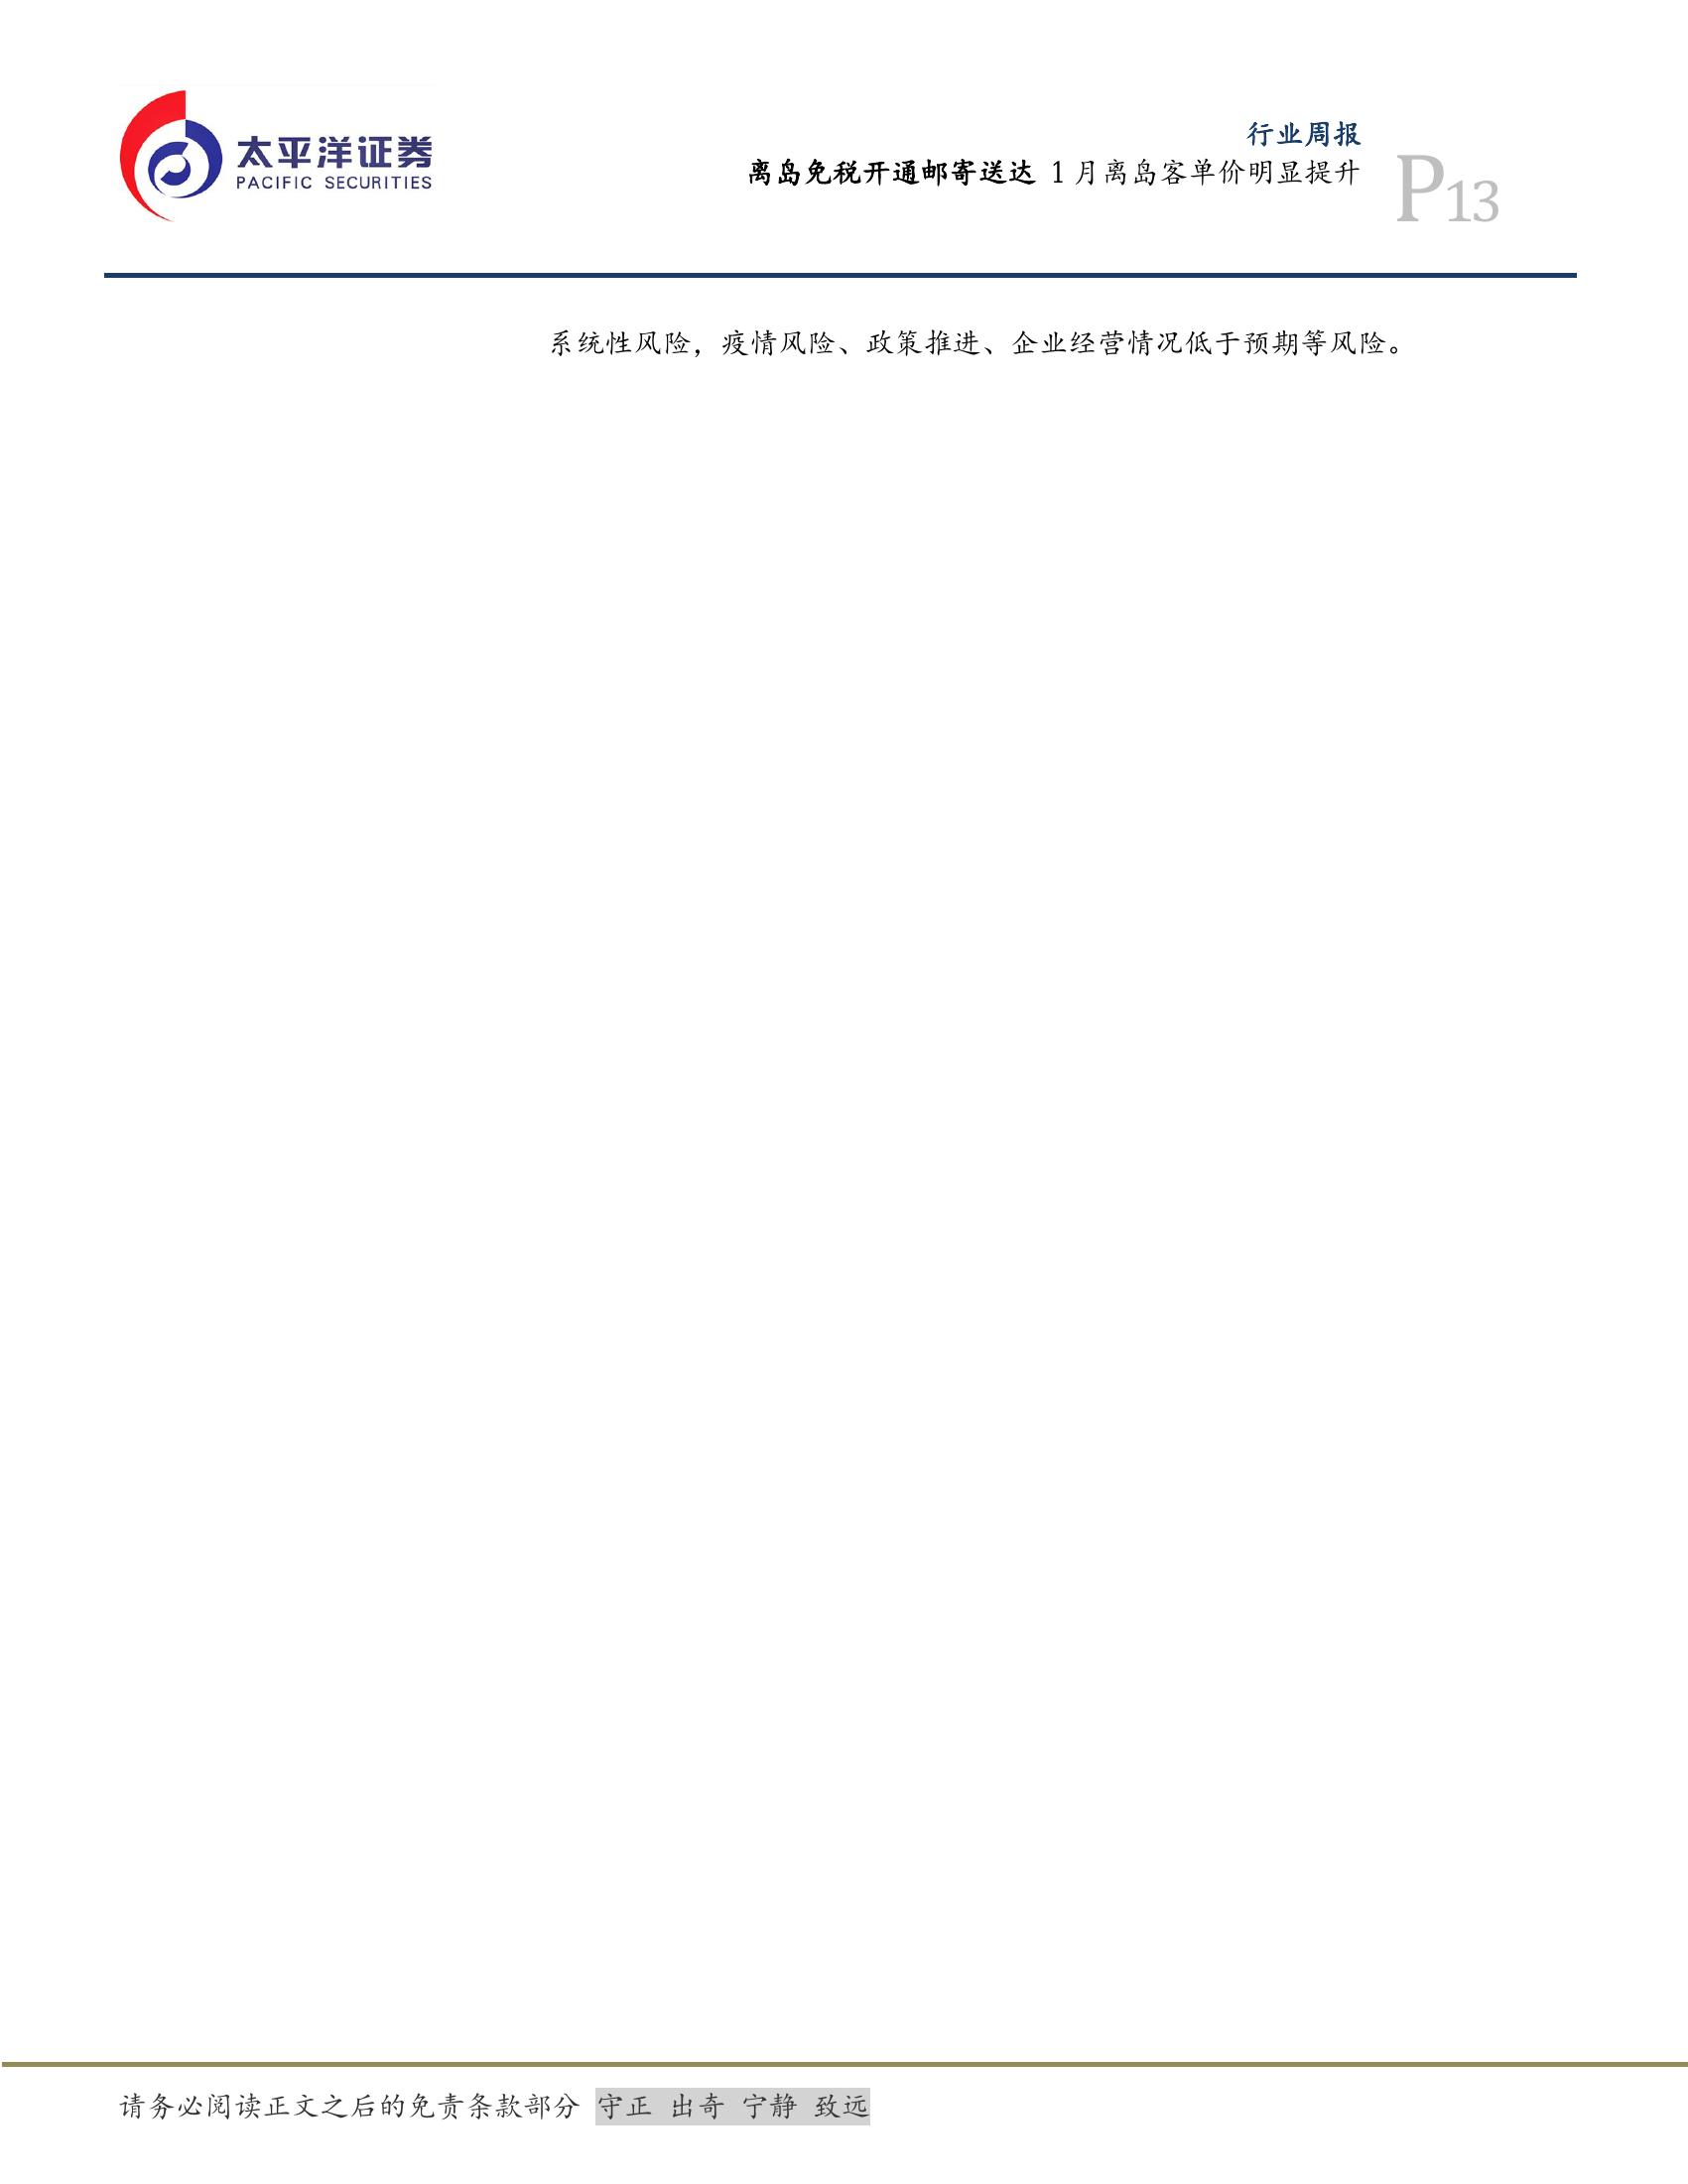 太平洋证券
PACIFIC SECURITIES
行业周报
离岛免税开通邮寄送达 1月离岛客单价明显提升
P13
系统性风险，疫情风险、政策推进、企业经营情况低于预期等风险。
请务必阅读正文之后的免责条款部分 守正 出奇 宁静 致远